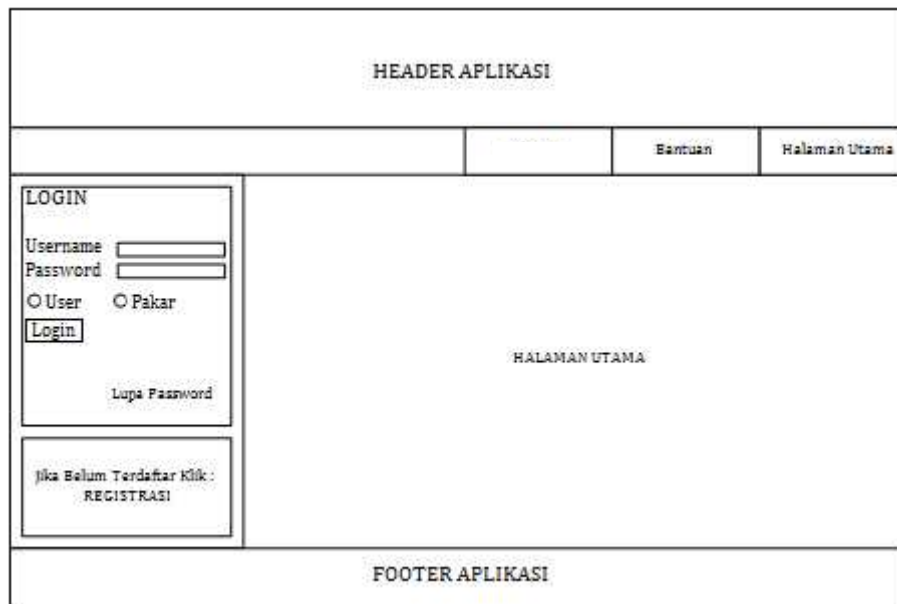 HEADER APLIKASI
Bantuan
Halaman Utama
LOGIN
Username
Password
User
Pakar
Login
Lupa Password
HALAMAN UTAMA
Jika Belum Terdaftar Klik :
REGISTRASI
FOOTER APLIKASI